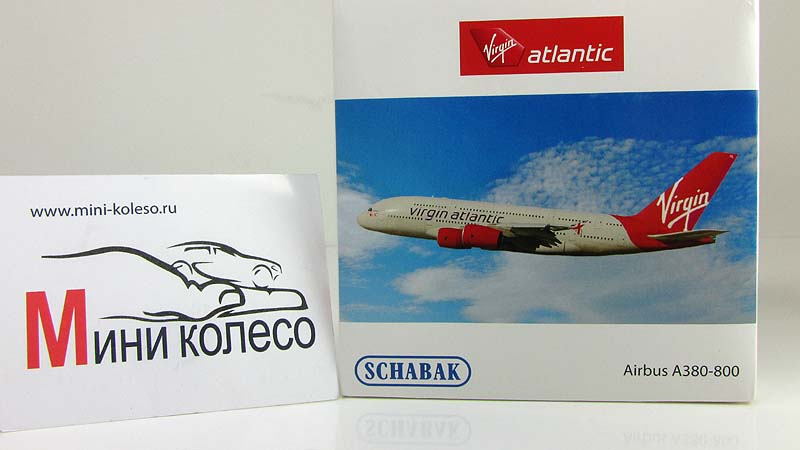 www.mini-koleso.ru
Мини колесо
Virgin atlantic
virgin atlantic
Virgin
SCHABAK
Airbus A380-800